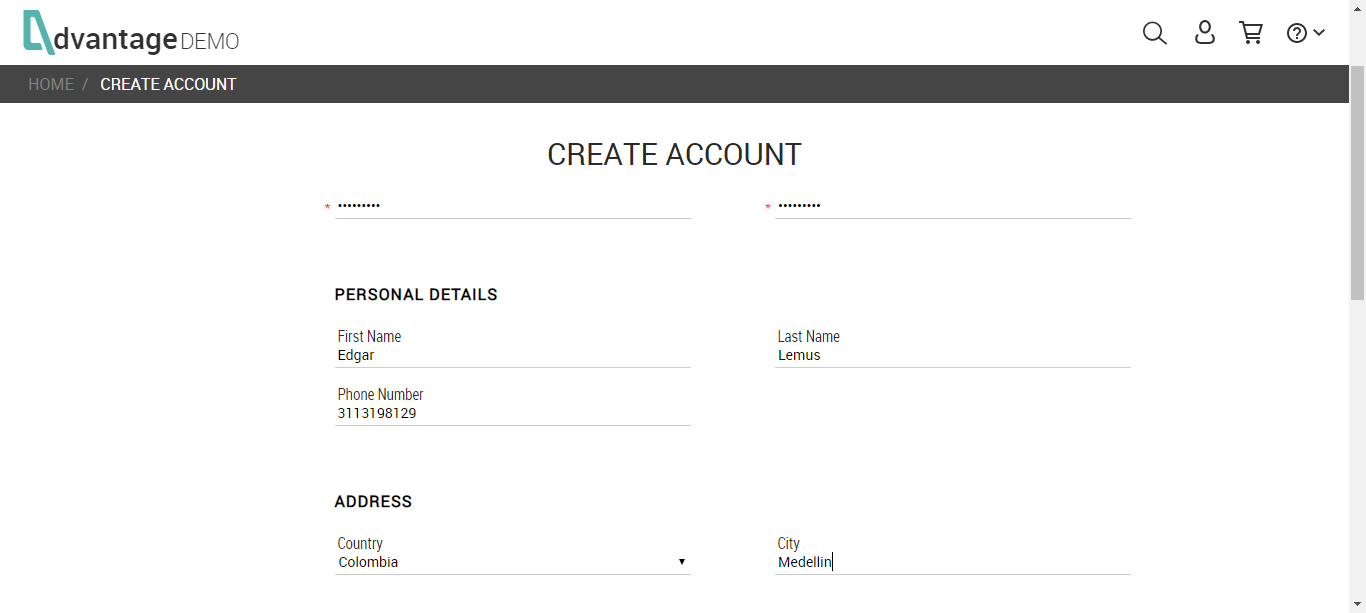 dvantage DEMO
HOME / CREATE ACCOUNT
CREATE ACCOUNT
* •••••••••
* •••••••••
PERSONAL DETAILS
First Name
Edgar
Last Name
Lemus
Phone Number
3113198129
ADDRESS
Country
Colombia
City
Medellin